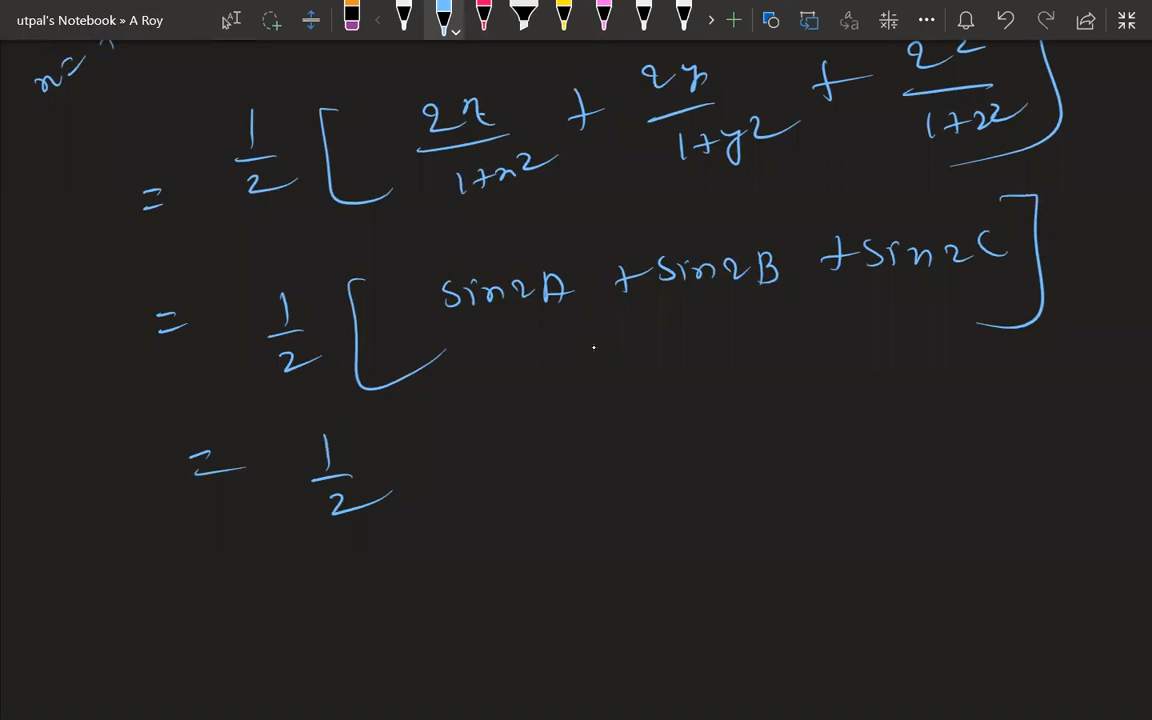 utpal's Notebook » A Roy
= 1/2 [ 2x/1+x2 + 2y/1+y2 + 2z/1+z2 ]
= 1/2 [ sin2A + sin2B + sin2C ]
= 1/2